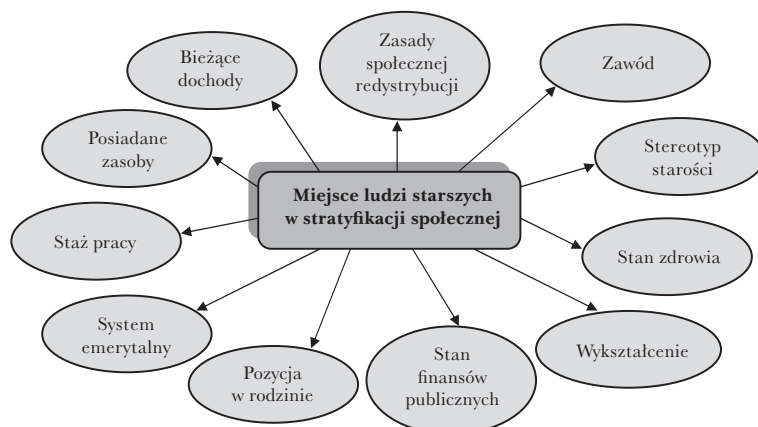 Zasady
społecznej
redystrybucji
Bieżące
dochody
Zawód
Posiadane
zasoby
Stereotyp
starości
Miejsce ludzi starszych
w stratyfikacji społecznej
Staż pracy
Stan zdrowia
System
emerytalny
Pozycja
w rodzinie
Stan
finansów
publicznych
Wykształcenie